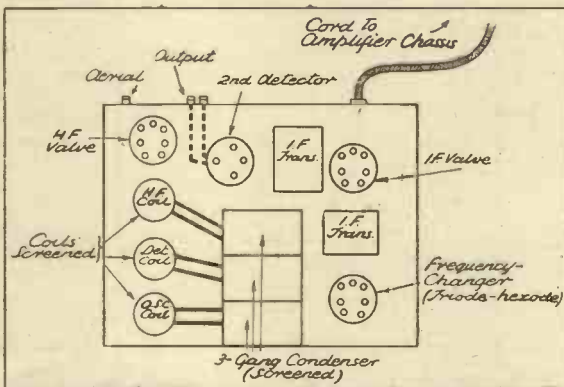 Cord To
Amplifier Chassis
Aerial
Output
2nd detector
H F
Valve
I.F
Trans.
I.F Valve
H.F.
Coil
I.F
Trans.
Coils
Screened
Det
Coil
Frequency-
Changer
(Triode-hexode)
Osc
Coil
3-Gang Condenser
(Screened)